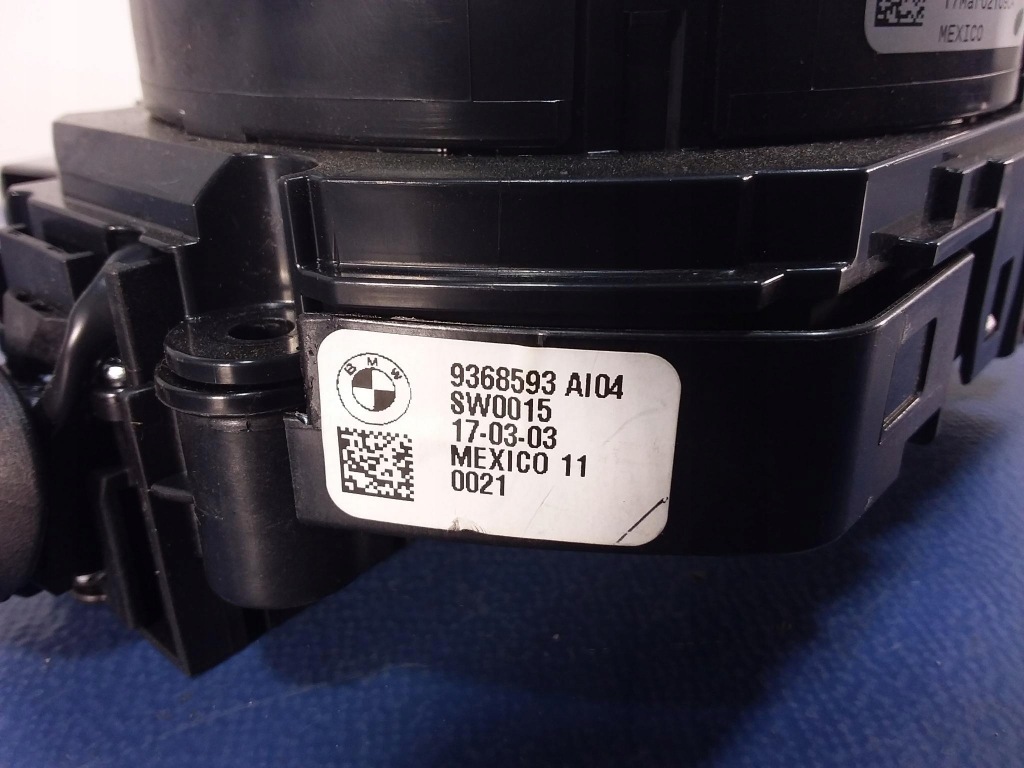 MEXICO
BMW
9368593 AI04
SW0015
17-03-03
MEXICO 11
0021